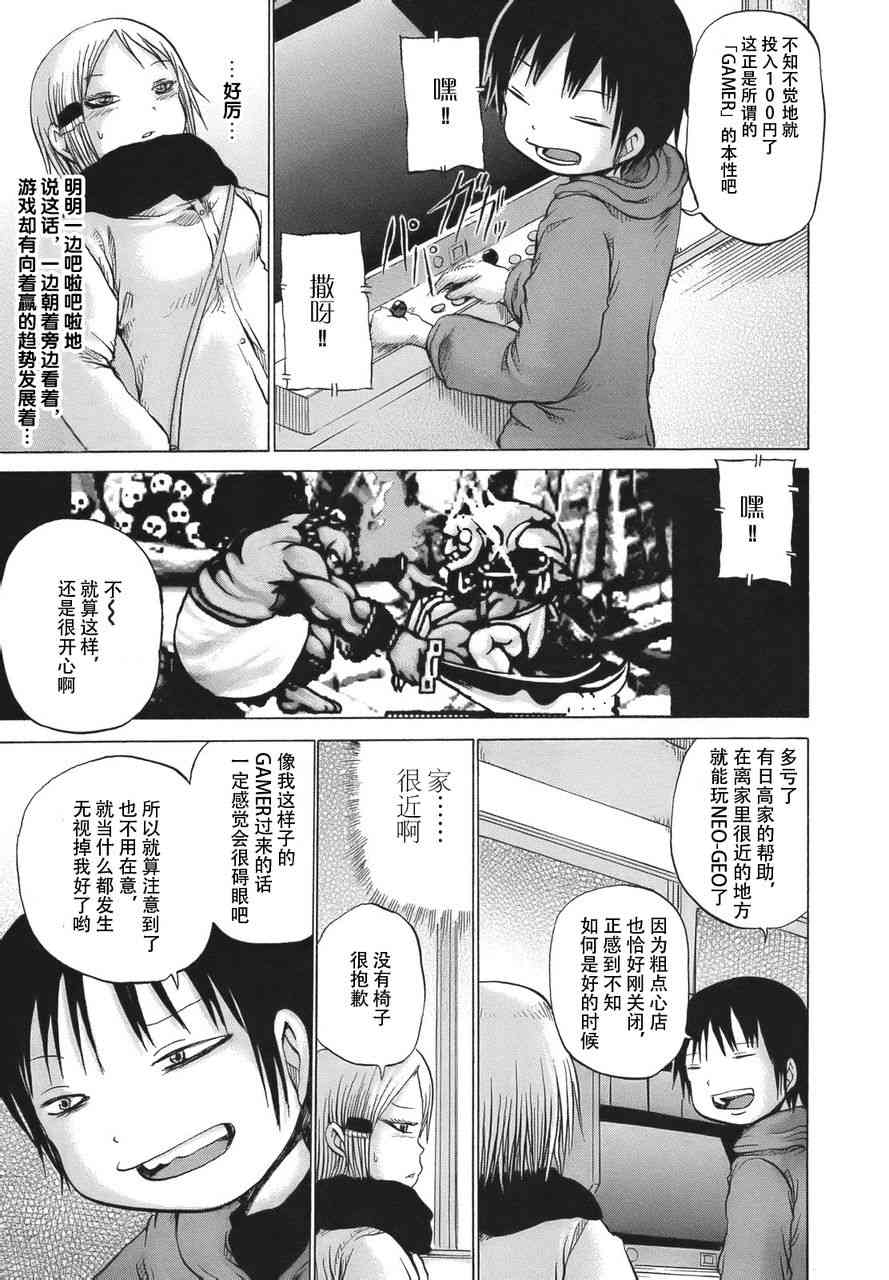 不知不觉就
投入100円了
这正是所谓的
「GAMER」的
本性吧
嘿!!
撒呀!!
バ
ガッ
…好厉…
明明一边吧啦吧啦地
说这话，一边朝着旁边看着，
游戏却有向着赢的趋势发展着…
嘿!!
不～
就算这样，
还是很开心啊
多亏了
有日高家的帮助，
在离家里很近的地方
就能玩NEO-GEO了
因为粗点心店
也恰好刚关闭，
正感到不知
如何是好的时候
家……
很近啊
没有椅子
很抱歉
像我这样子的
GAMER过来的话
一定感觉会很碍眼吧
所以就算注意到了
也不用在意，
就当什么都发生
无视掉我好了哟